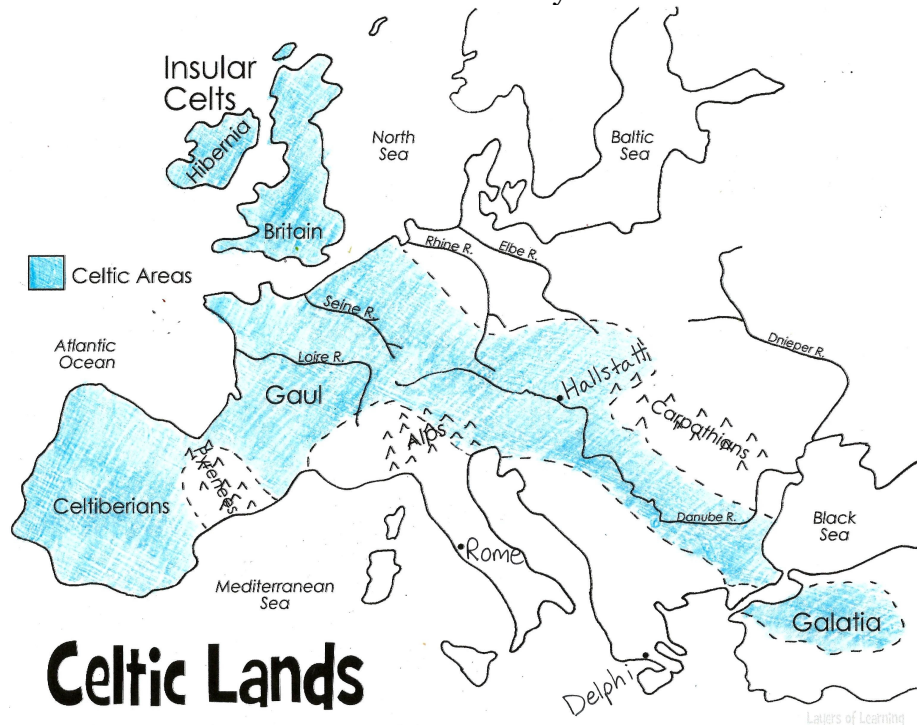 Insular
Celts
Hibernia
Britain
North
Sea
Baltic
Sea
Rhine R.
Elbe R.
Celtic Areas
Seine R.
Loire R.
Dnieper R.
Atlantic
Ocean
Gaul
Hallstatt
Carpathians
Alps
Pyrenees
Celtiberians
Danube R.
Black
Sea
Rome
Mediterranean
Sea
Galatia
Delphi
Celtic Lands
Layers of Learning